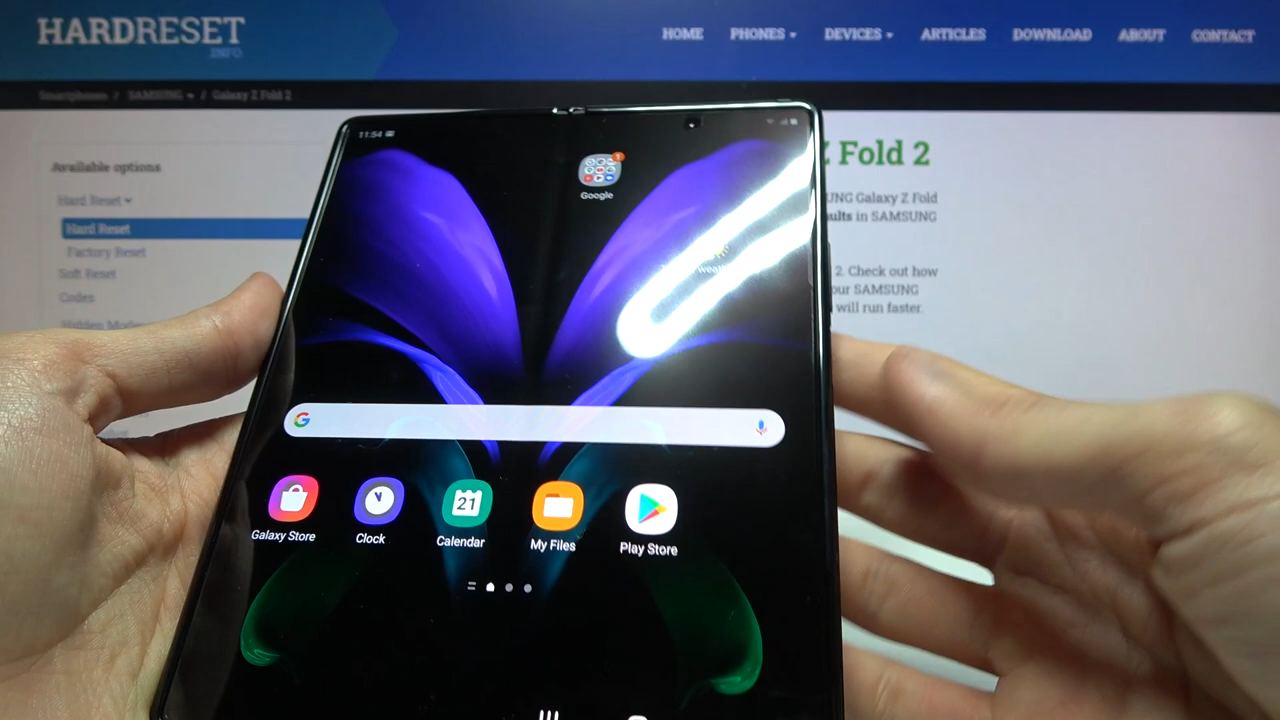 HARDRESET
INFO
HOME PHONES DEVICES ARTICLES DOWNLOAD ABOUT CONTACT
Smartphones / SAMSUNG / Galaxy Z Fold 2
Available options
Hard Reset
Hard Reset
Factory Reset
Soft Reset
Codes
Z Fold 2
UNG Galaxy Z Fold
ults in SAMSUNG
2. Check out how
our SAMSUNG
will run faster.
11:54
1
Google
G
21
Galaxy Store
Clock
Calendar
My Files
Play Store